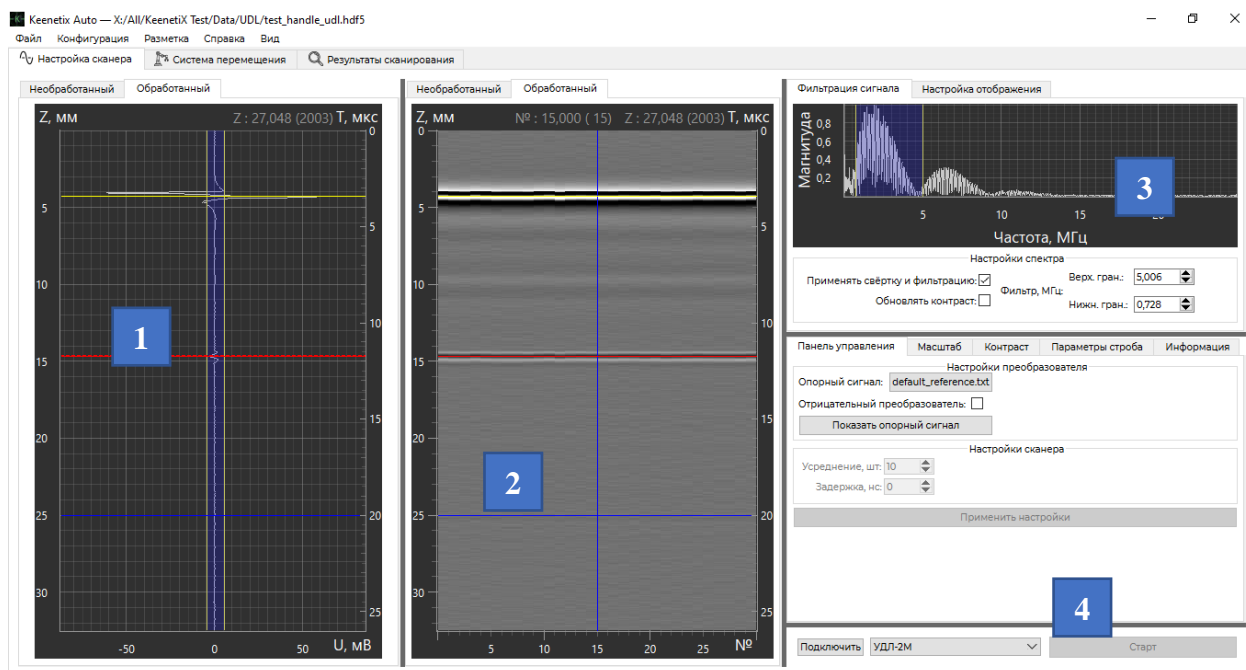 Keenetix Auto — X:/All/KeenetiX Test/Data/UDL/test_handle_udl.hdf5
Файл Конфигурация Разметка Справка Вид
Настройка сканера Система перемещения Результаты сканирования
Необработанный Обработанный
Z, мм Z : 27,048 (2003) T, мкс
0
5
5
10
10
1
15
15
20
20
25
25
30
-50 0 50 U, мВ
Необработанный Обработанный
Z, мм № : 15,000 ( 15) Z : 27,048 (2003) T, мкс
0 0
5
5
10
10
15
15
20
2
25 20
30
25
5 10 15 20 25 №
Фильтрация сигнала Настройка отображения
Магнитуда
0,8
0,6
0,4
0,2
3
5 10 15 20
Частота, МГц
Настройки спектра
Применять свёртку и фильтрацию:
Обновлять контраст:
Фильтр, МГц:
Верх. гран.: 5,006
Нижн. гран.: 0,728
Панель управления Масштаб Контраст Параметры строба Информация
Настройки преобразователя
Опорный сигнал: default_reference.txt
Отрицательный преобразователь:
Показать опорный сигнал
Настройки сканера
Усреднение, шт: 10
Задержка, нс: 0
Применить настройки
4
Подключить УДЛ-2М Старт